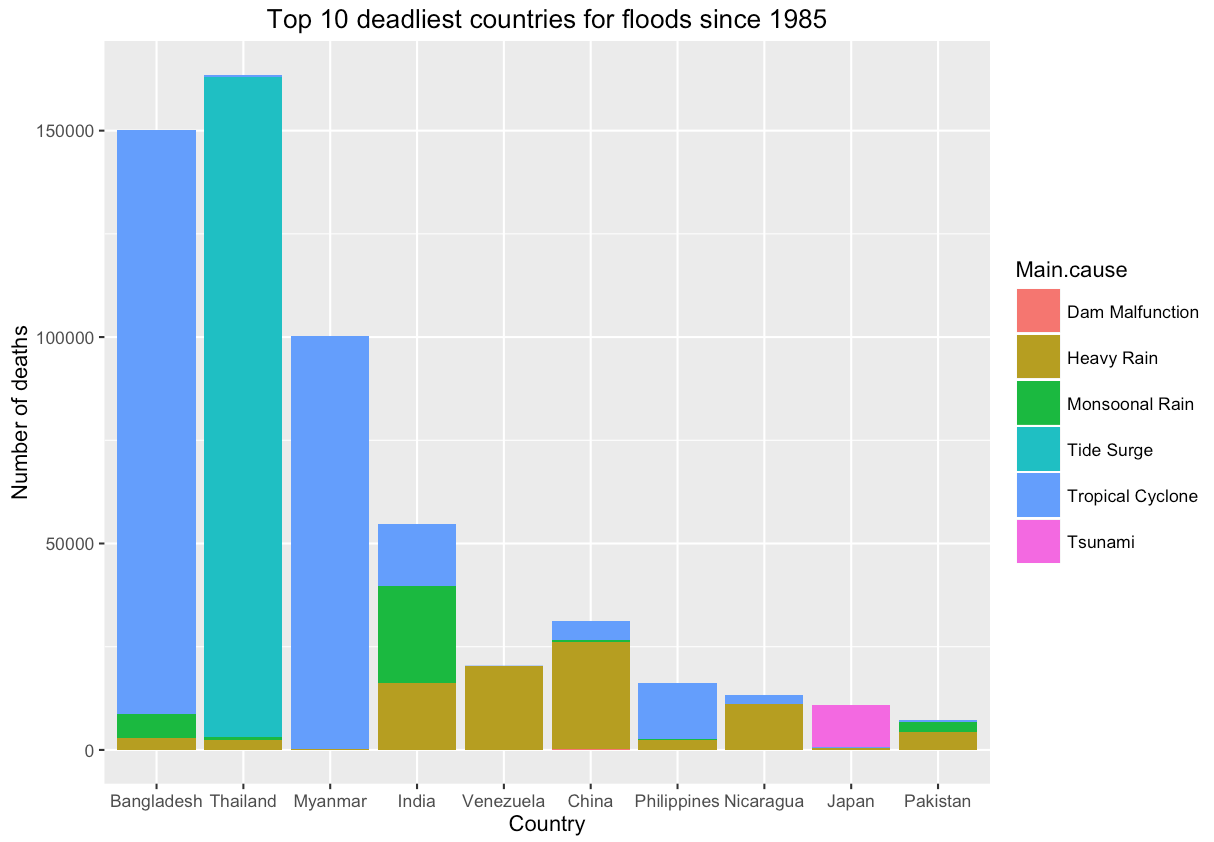 Top 10 deadliest countries for floods since 1985
Number of deaths
150000
100000
50000
0
Bangladesh Thailand Myanmar India Venezuela China Philippines Nicaragua Japan Pakistan
Country
Main.cause
Dam Malfunction
Heavy Rain
Monsoonal Rain
Tide Surge
Tropical Cyclone
Tsunami